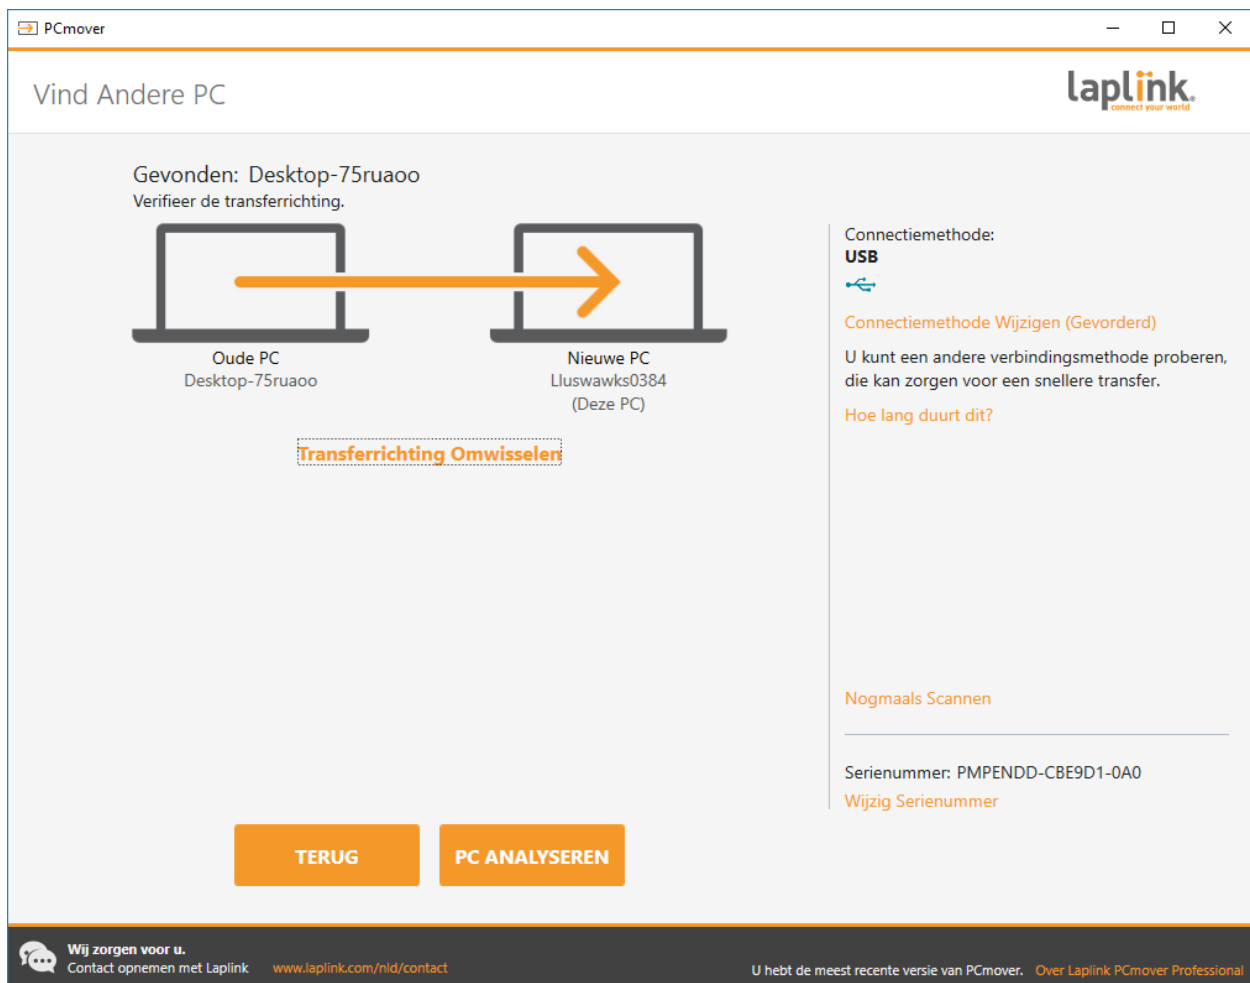 PCmover
Vind Andere PC
laplink.
connect your world
Gevonden: Desktop-75ruaoo
Verifieer de transferrichting.
Oude PC
Desktop-75ruaoo
Nieuwe PC
Lluswawks0384
(Deze PC)
Transferrichting Omwisselen
Connectiemethode:
USB
Connectiemethode Wijzigen (Gevorderd)
U kunt een andere verbindingsmethode proberen,
die kan zorgen voor een snellere transfer.
Hoe lang duurt dit?
Nogmaals Scannen
Serienummer: PMPENDD-CBE9D1-0A0
Wijzig Serienummer
TERUG
PC ANALYSEREN
Wij zorgen voor u.
Contact opnemen met Laplink www.laplink.com/nld/contact
U hebt de meest recente versie van PCmover. Over Laplink PCmover Professional